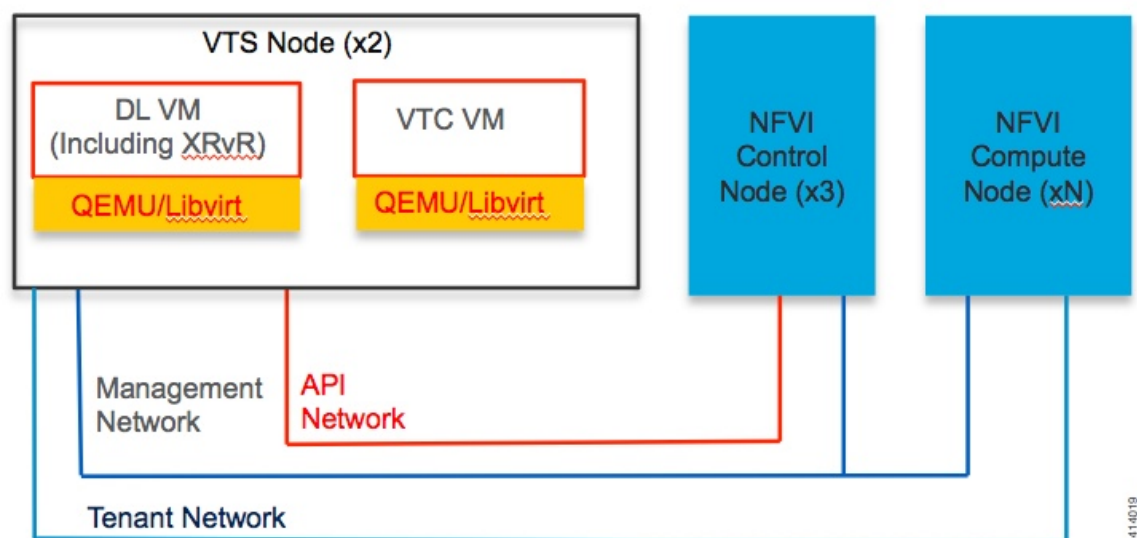 VTS Node (x2)
DL VM
(Including XRvR)
QEMU/Libvirt
VTC VM
QEMU/Libvirt
NFVI
Control
Node (x3)
NFVI
Compute
Node (xN)
Management
Network
API
Network
Tenant Network
414019